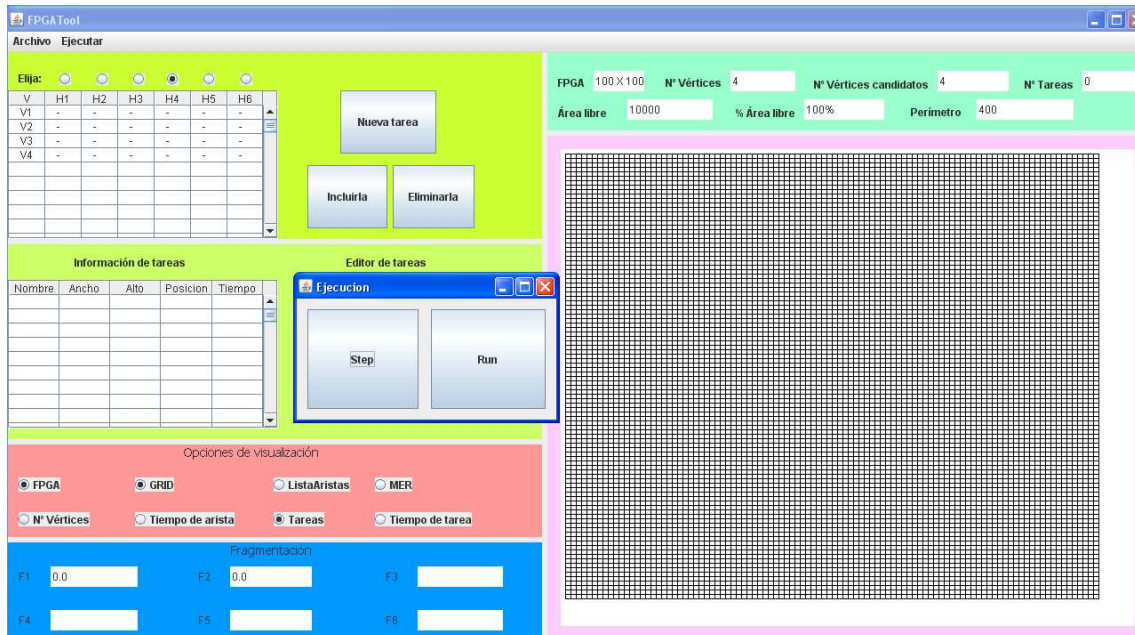 FPGATool
Archivo Ejecutar
Elija:
V H1 H2 H3 H4 H5 H6
V1 - - - - - -
V2 - - - - - -
V3 - - - - - -
V4 - - - - - -
Nueva tarea
Incluirla Eliminarla
FPGA 100 X 100 Nº Vértices 4 Nº Vértices candidatos 4 Nº Tareas 0
Área libre 10000 % Área libre 100% Perímetro 400
Información de tareas
Editor de tareas
Nombre Ancho Alto Posicion Tiempo
Ejecucion
Step Run
Opciones de visualización
FPGA GRID ListaAristas MER
Nº Vértices Tiempo de arista Tareas Tiempo de tarea
Fragmentación
F1 0.0 F2 0.0 F3
F4 F5 F6